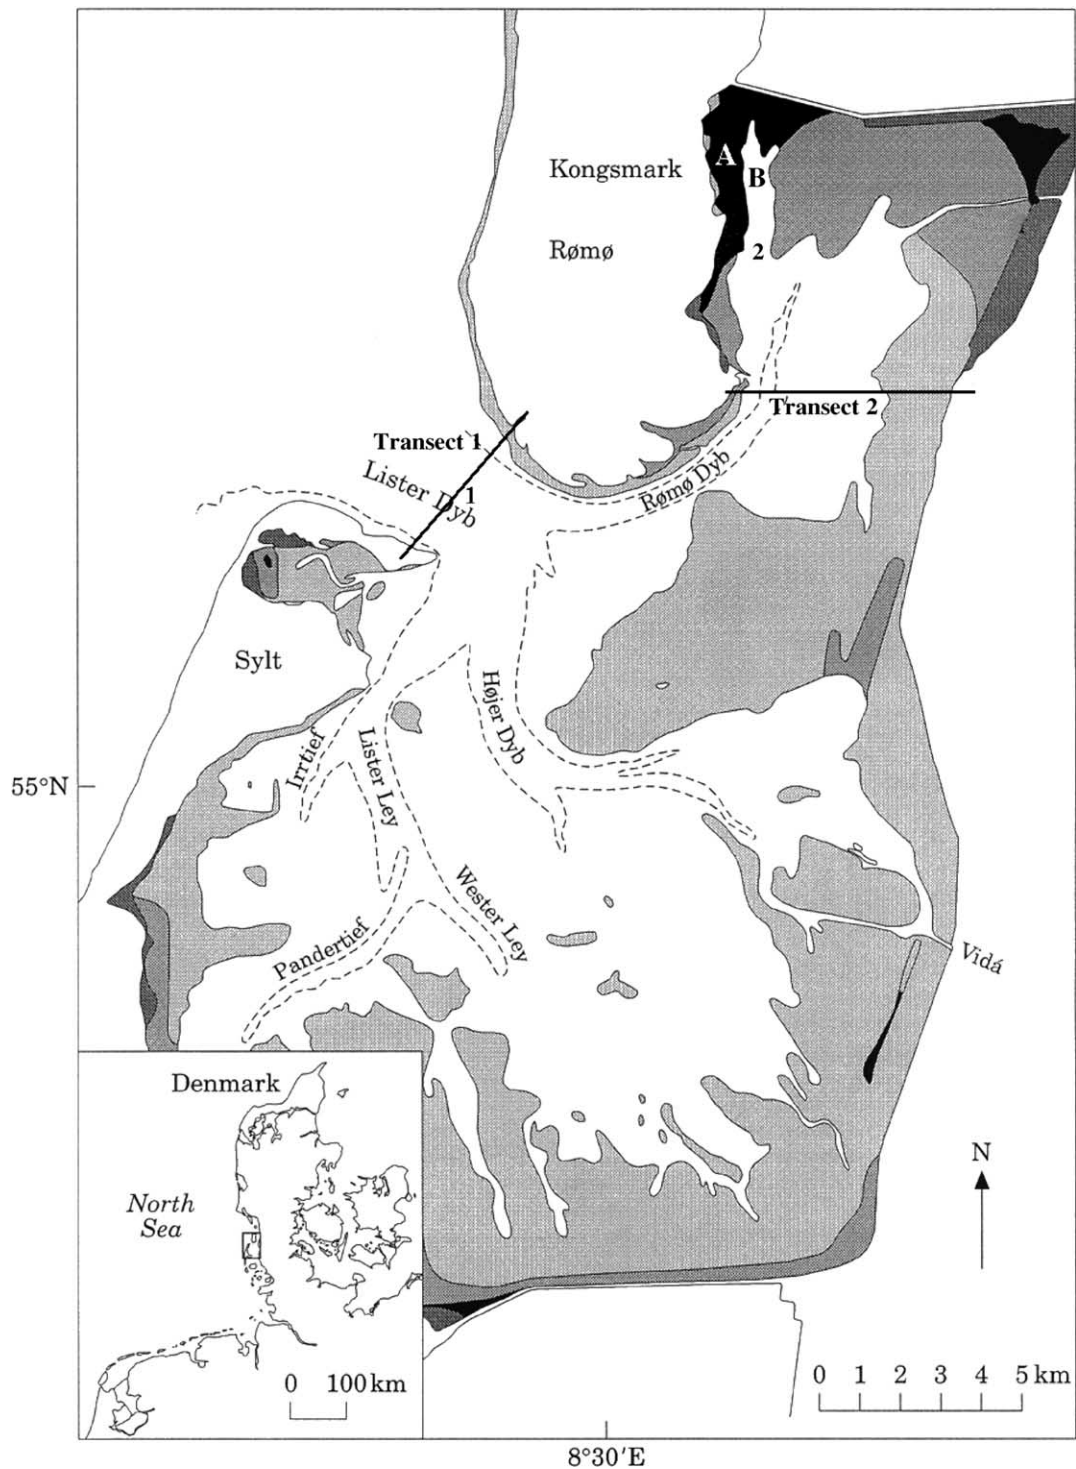 Kongsmark
A
B
Rømø
2
Transect 2
Transect 1
Lister Dyb
1
Rømø Dyb
Sylt
Højer Dyb
Irrtief
Lister Ley
55°N
Wester Ley
Pandertief
Vidá
Denmark
North
Sea
N
0 100 km
0 1 2 3 4 5 km
8°30′E